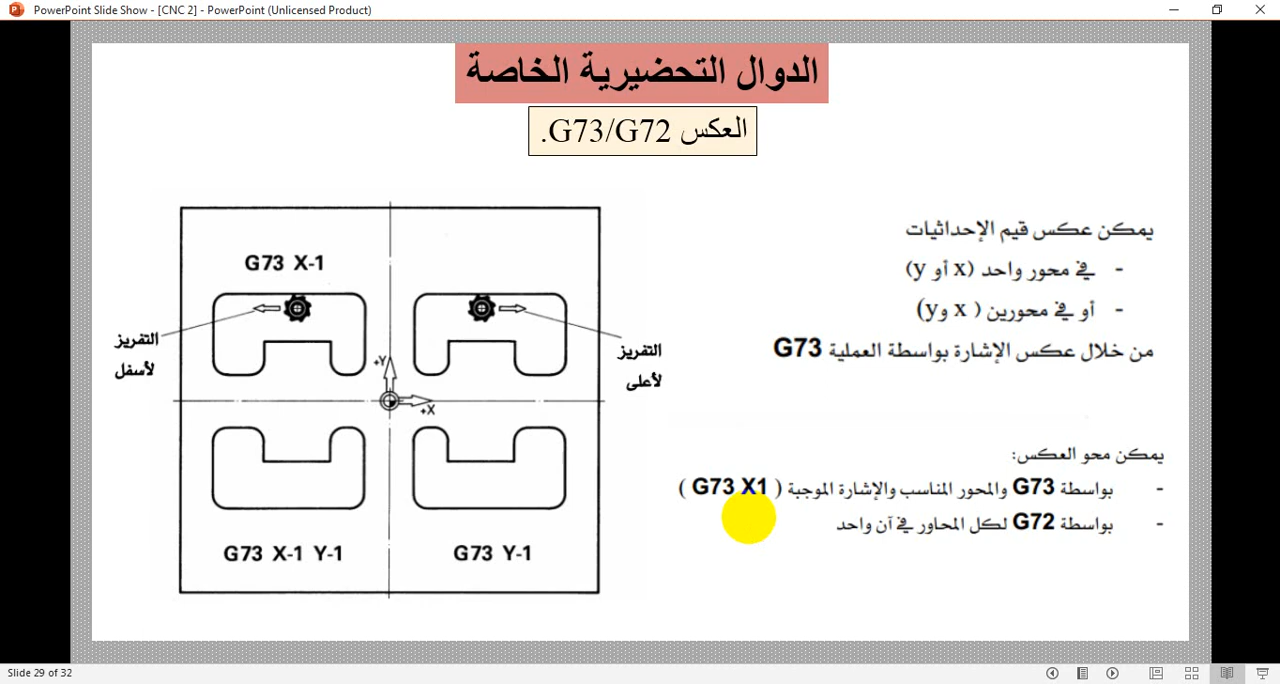 PowerPoint Slide Show - [CNC 2] - PowerPoint (Unlicensed Product)
الدوال التحضيرية الخاصة
العكس G73/G72.
يمكن عكس قيم الإحداثيات
- في محور واحد (x أو y)
- أو في محورين ( x وy)
من خلال عكس الإشارة بواسطة العملية G73
يمكن محو العكس:
- بواسطة G73 والمحور المناسب والإشارة الموجبة ( G73 X1 )
- بواسطة G72 لكل المحاور في آن واحد
G73 X-1
التفريز
لأسفل
التفريز
لأعلى
+Y
+X
G73 X-1 Y-1
G73 Y-1
Slide 29 of 32